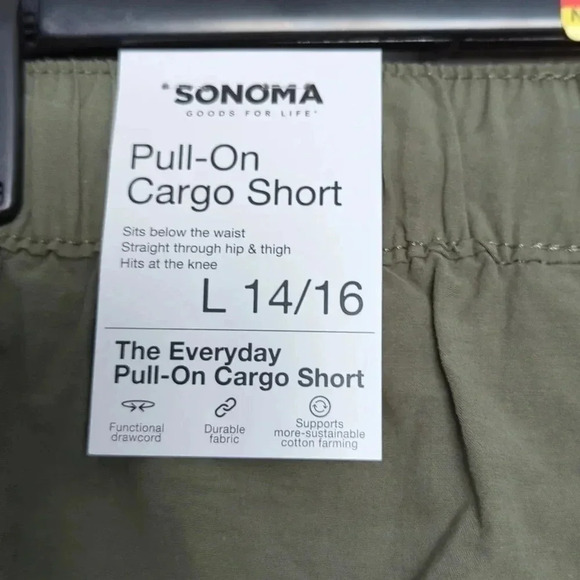 SONOMA
GOODS FOR LIFE
Pull-On
Cargo Short
Sits below the waist
Straight through hip & thigh
Hits at the knee
L 14/16
The Everyday
Pull-On Cargo Short
Functional
drawcord
Durable
fabric
Supports
more-sustainable
cotton farming